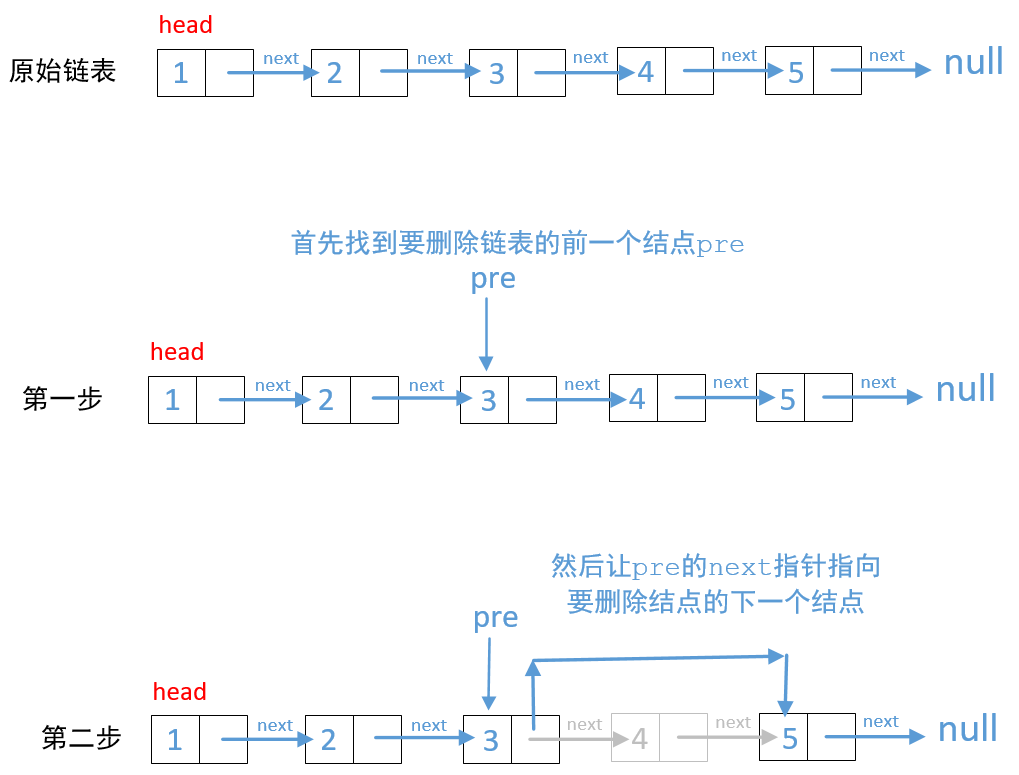 head
原始链表 1 next 2 next 3 next 4 next 5 next null
首先找到要删除链表的前一个结点pre
pre
head
第一步 1 next 2 next 3 next 4 next 5 next null
然后让pre的next指针指向
要删除结点的下一个结点
pre
head
第二步 1 next 2 next 3 next 4 next 5 next null